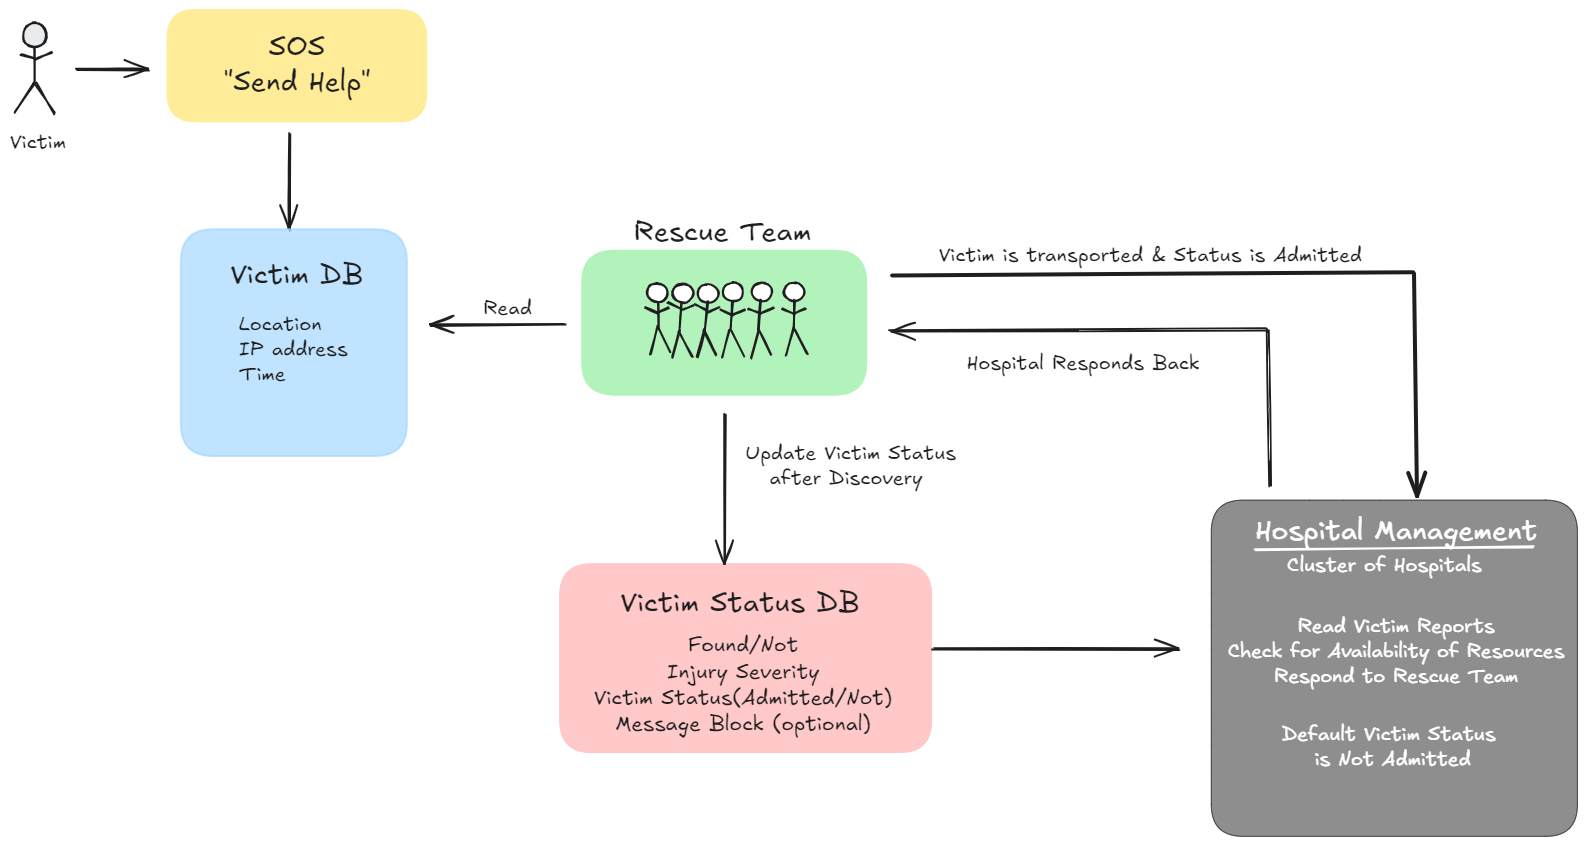 SOS
"Send Help"
Victim
Victim DB
Location
IP address
Time
Read
Rescue Team
Victim is transported & Status is Admitted
Hospital Responds Back
Update Victim Status
after Discovery
Victim Status DB
Found/Not
Injury Severity
Victim Status(Admitted/Not)
Message Block (optional)
Hospital Management
Cluster of Hospitals
Read Victim Reports
Check for Availability of Resources
Respond to Rescue Team
Default Victim Status
is Not Admitted